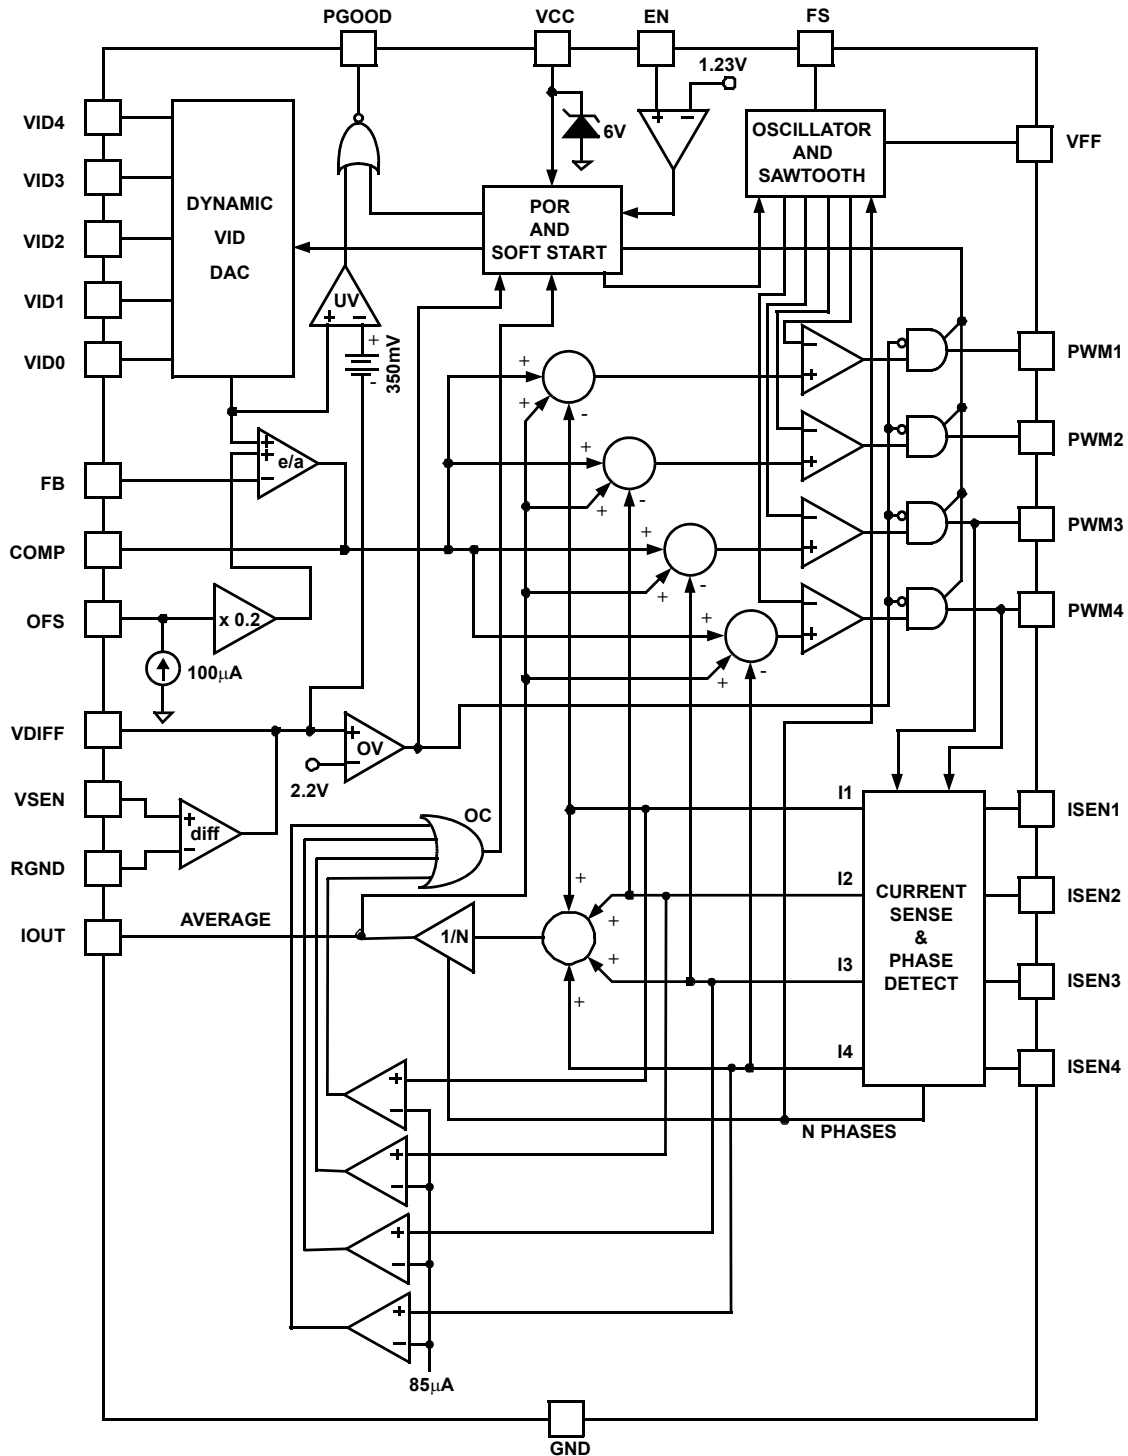 PGOOD
VCC
EN
FS
1.23V
VID4
VID3
VID2
VID1
VID0
DYNAMIC
VID
DAC
6V
+ −
OSCILLATOR
AND
SAWTOOTH
VFF
POR
AND
SOFT START
UV
+ −
+
350mV
-
PWM1
PWM2
PWM3
PWM4
+
+
-
+
+
-
+
+
-
+
+
-
−
+
−
+
−
+
−
+
FB
+
+
−
e/a
COMP
OFS
x 0.2
100µA
VDIFF
+
−
OV
2.2V
VSEN
RGND
+
−
diff
OC
IOUT
AVERAGE
1/N
+
+
+
+
I1
I2
I3
I4
CURRENT
SENSE
&
PHASE
DETECT
ISEN1
ISEN2
ISEN3
ISEN4
N PHASES
+
−
+
−
+
−
+
−
85µA
GND